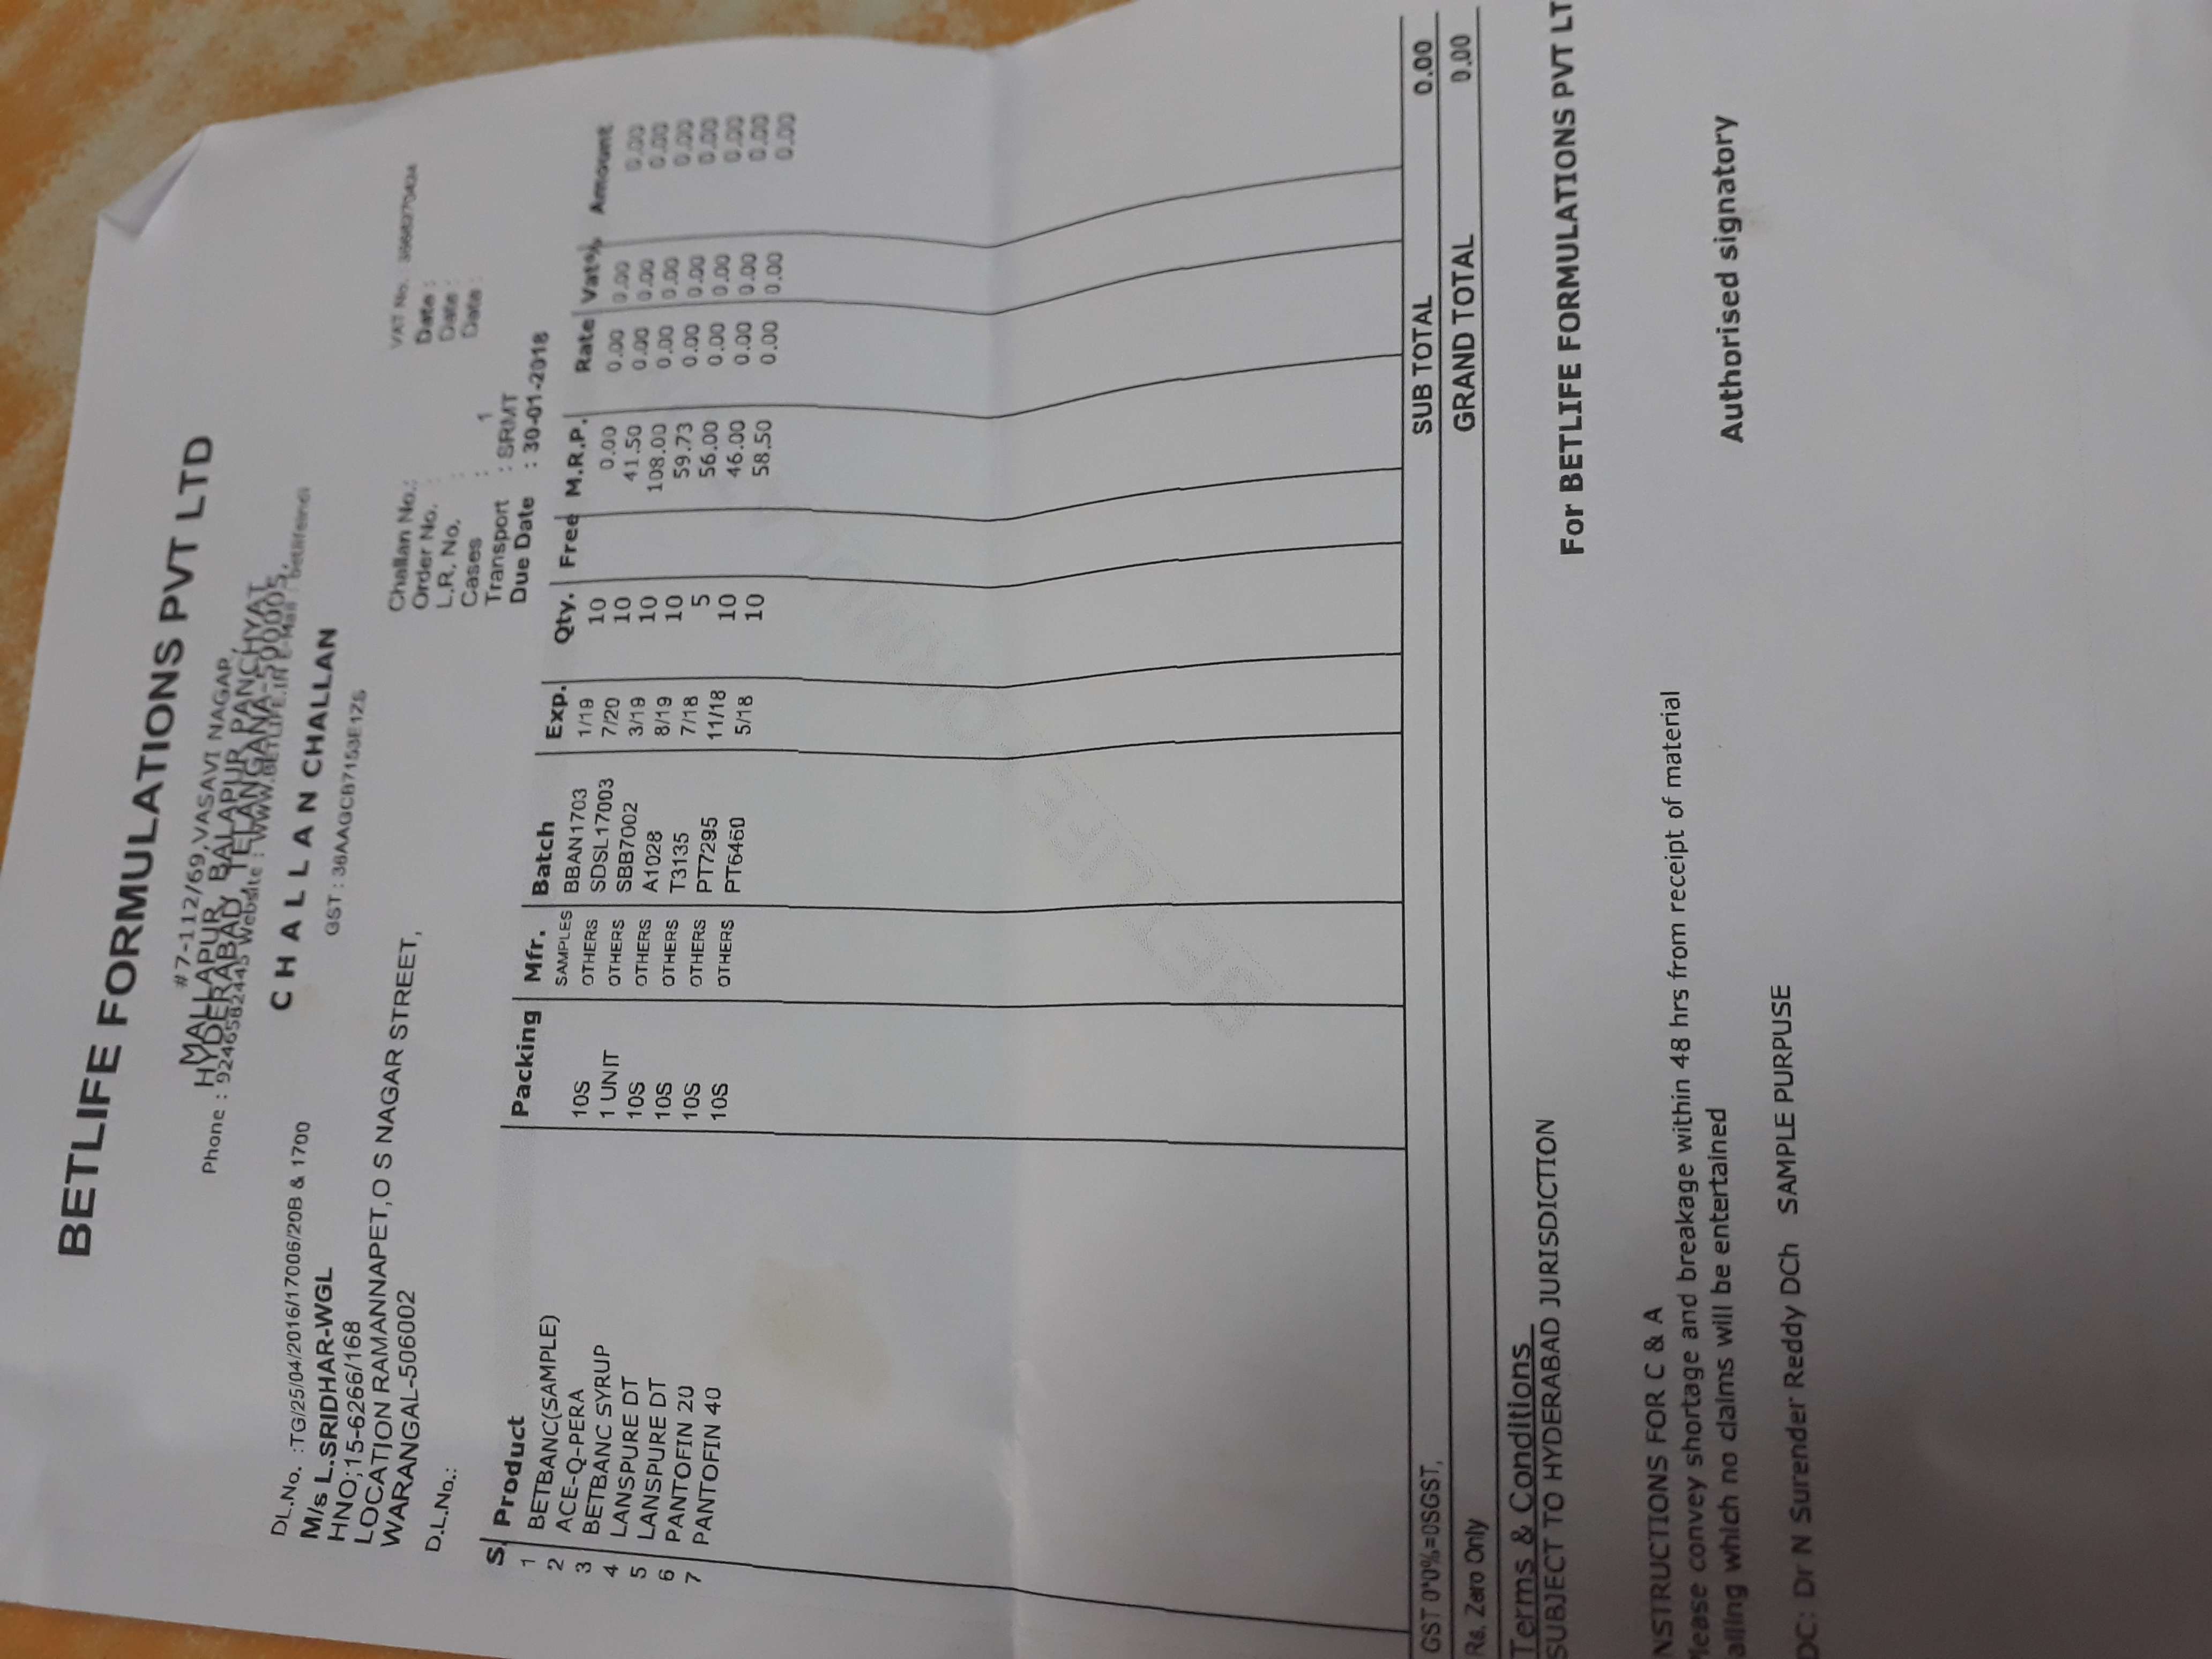 BETLIFE FORMULATIONS PVT LTD
#7-112/69,VASAVI NAGAR,
MALLAPUR, BALAPUR PANCHYAT
HYDERABAD, TELANGANA-500005,
Phone : 9246582445 Website : WWW.BETLIFE.IN E-Mail :
DL.No. :TG/25/04/2016/17006/20B & 1700
C H A L L A N CHALLAN
M/s L.SRIDHAR-WGL
GST : 36AAGCB7153E1Z6
HNO;15-6266/168
LOCATION RAMANNAPET,O S NAGAR STREET,
WARANGAL-506002
D.L.No.:
VAT No.
Challan No.: Date :
Order No. : Date :
L.R. No. : Date :
Cases : 1
Transport : SRMT
Due Date : 30-01-2018
S. Product Packing Mfr. Batch Exp. Qty. Free M.R.P. Rate Vat% Amount
1 BETBANC(SAMPLE) SAMPLES BBAN1703 1/19 10 0.00 0.00 0.00 0.00
2 ACE-Q-PERA 10S OTHERS SDSL17003 7/20 10 41.50 0.00 0.00 0.00
3 BETBANC SYRUP 1 UNIT OTHERS SBB7002 3/19 10 108.00 0.00 0.00 0.00
4 LANSPURE DT 10S OTHERS A1028 8/19 10 59.73 0.00 0.00 0.00
5 LANSPURE DT 10S OTHERS T3135 7/18 5 56.00 0.00 0.00 0.00
6 PANTOFIN 20 10S OTHERS PT7295 11/18 10 46.00 0.00 0.00 0.00
7 PANTOFIN 40 10S OTHERS PT6460 5/18 10 58.50 0.00 0.00 0.00
BETLIFE FORMUL
GST 0*0%=0SGST, SUB TOTAL 0.00
Rs. Zero Only GRAND TOTAL 0.00
Terms & Conditions
SUBJECT TO HYDERABAD JURISDICTION
For BETLIFE FORMULATIONS PVT LT
NSTRUCTIONS FOR C & A
lease convey shortage and breakage within 48 hrs from receipt of material
ailing which no claims will be entertained
Authorised signatory
DC: Dr N Surender Reddy DCh SAMPLE PURPUSE